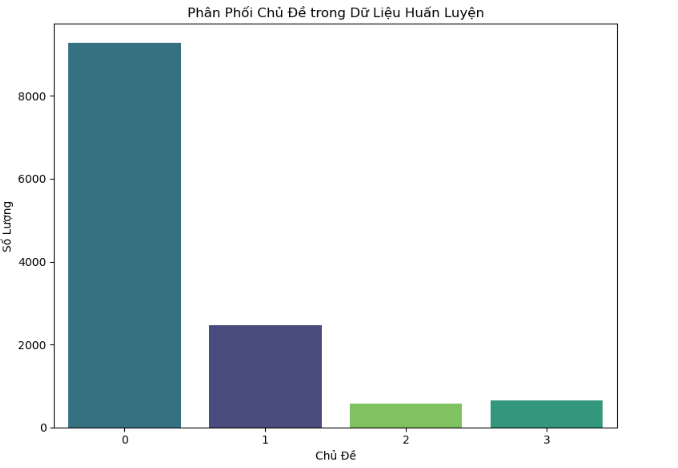 Phân Phối Chủ Đề trong Dữ Liệu Huấn Luyện
8000
6000
4000
2000
0
Số Lượng
0 1 2 3
Chủ Đề